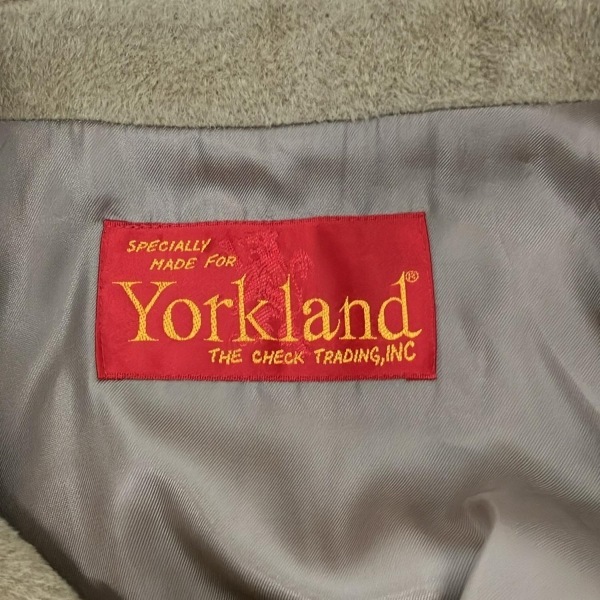 SPECIALLY
MADE FOR
Yorkland®
THE CHECK TRADING,INC